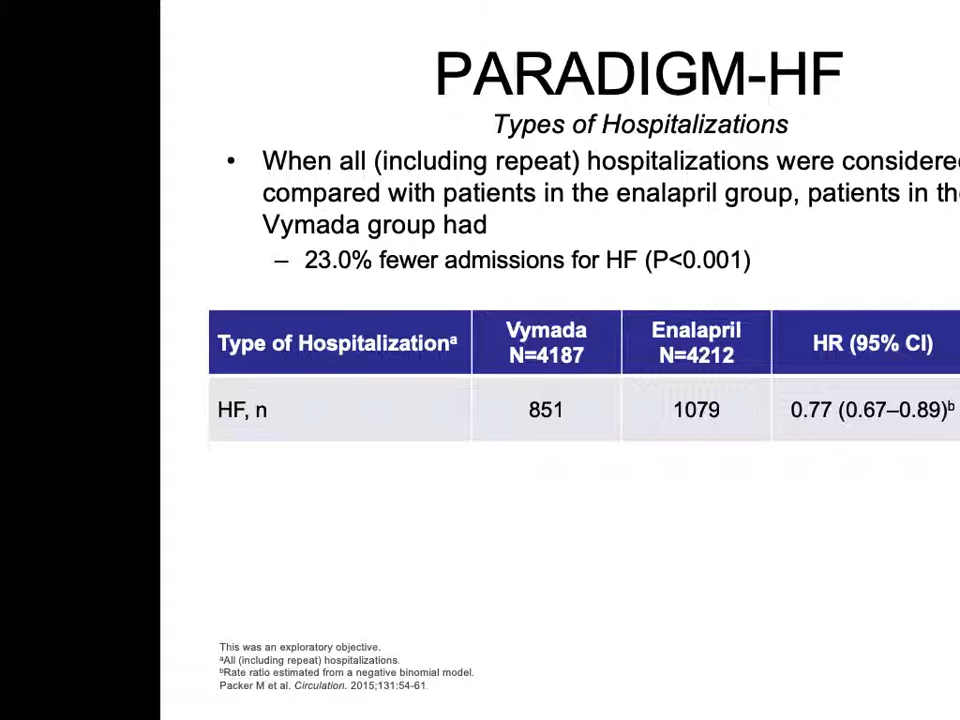 PARADIGM-HF
Types of Hospitalizations
• When all (including repeat) hospitalizations were
compared with patients in the enalapril group, patients in
Vymada group had
– 23.0% fewer admissions for HF (P<0.001)
Type of Hospitalizationᵃ Vymada N=4187 Enalapril N=4212 HR (95% CI)
HF, n 851 1079 0.77 (0.67–0.89)ᵇ
This was an exploratory objective.
ᵃAll (including repeat) hospitalizations.
ᵇRate ratio estimated from a negative binomial model.
Packer M et al. Circulation. 2015;131:54-61.